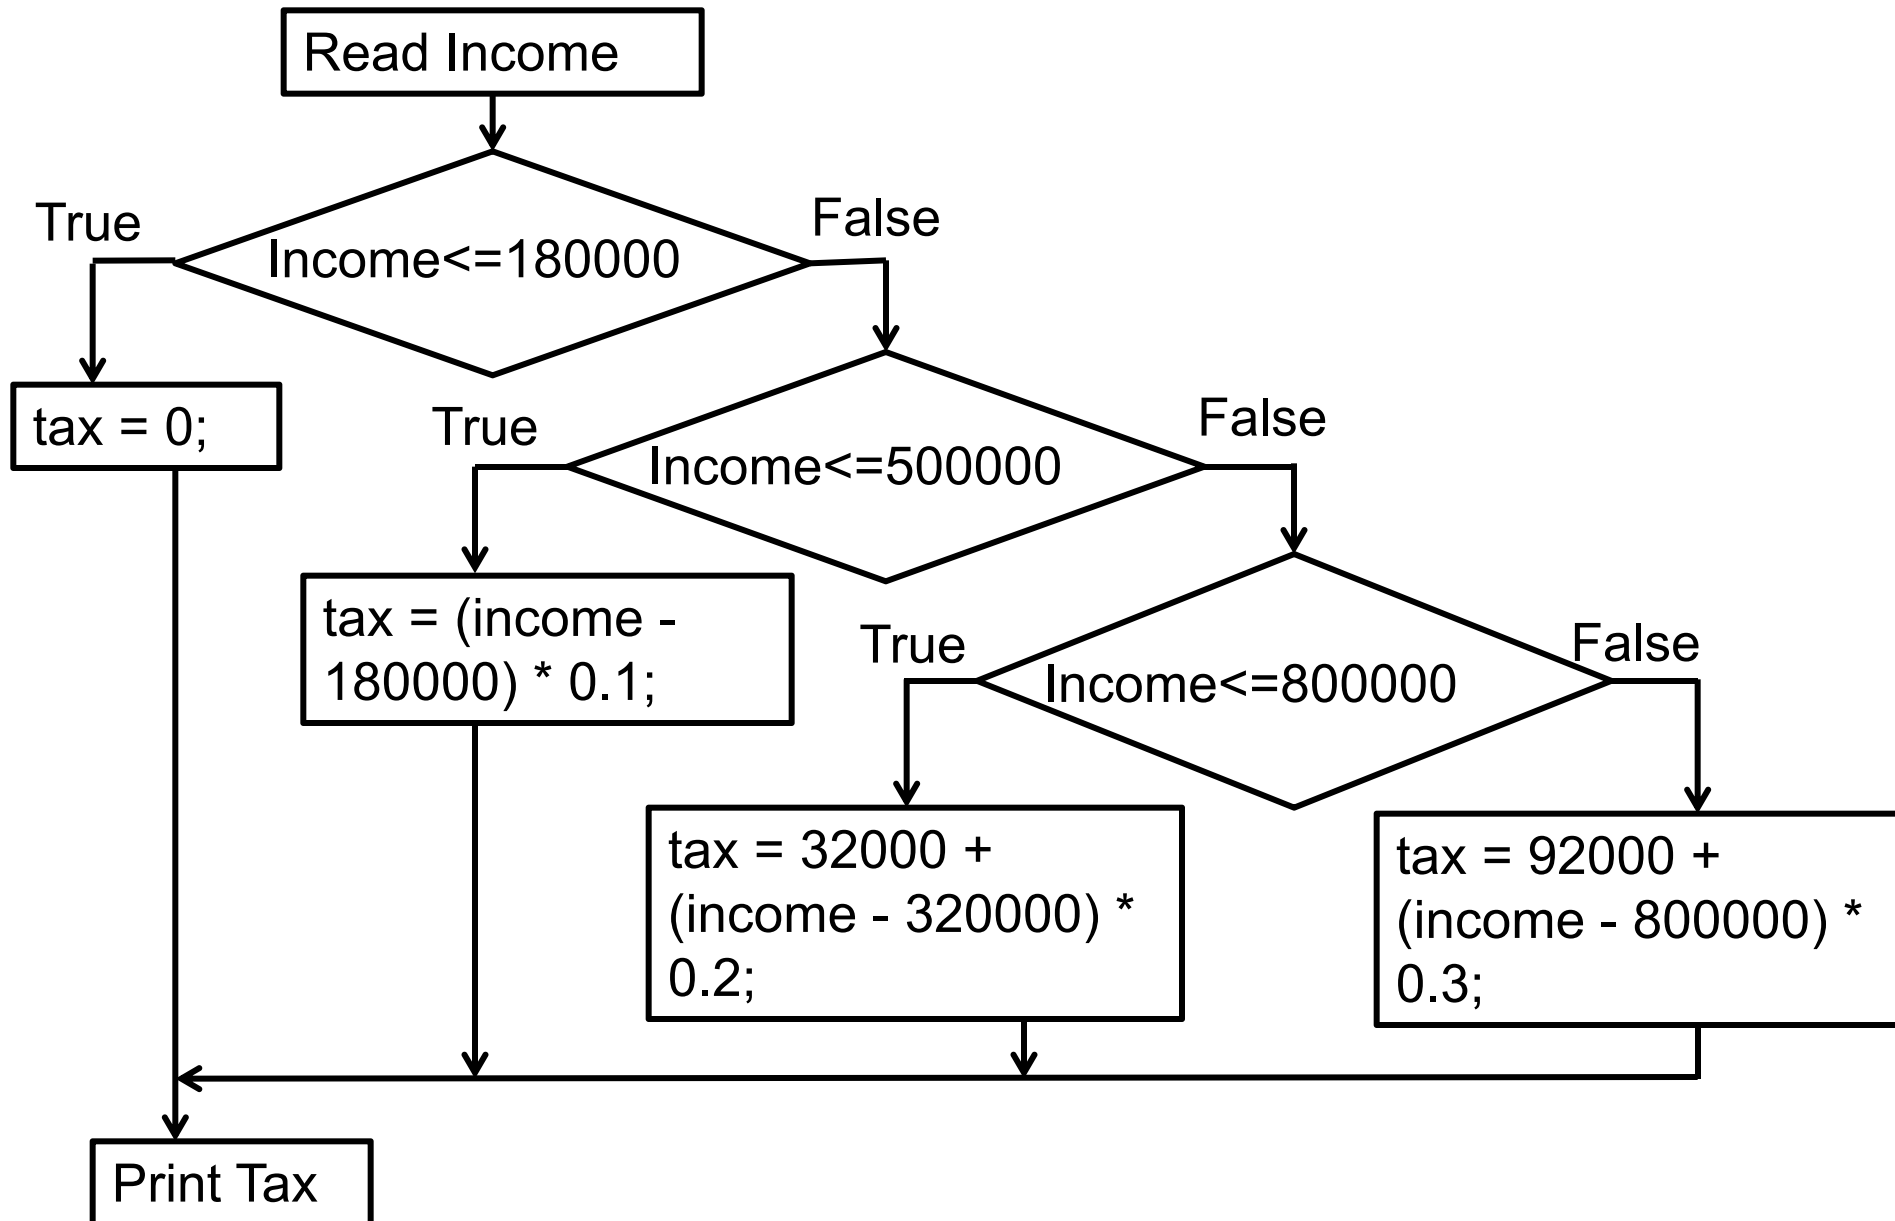 Read Income
True
False
Income<=180000
tax = 0;
True
False
Income<=500000
tax = (income -
180000) * 0.1;
True
False
Income<=800000
tax = 32000 +
(income - 320000) *
0.2;
tax = 92000 +
(income - 800000) *
0.3;
Print Tax